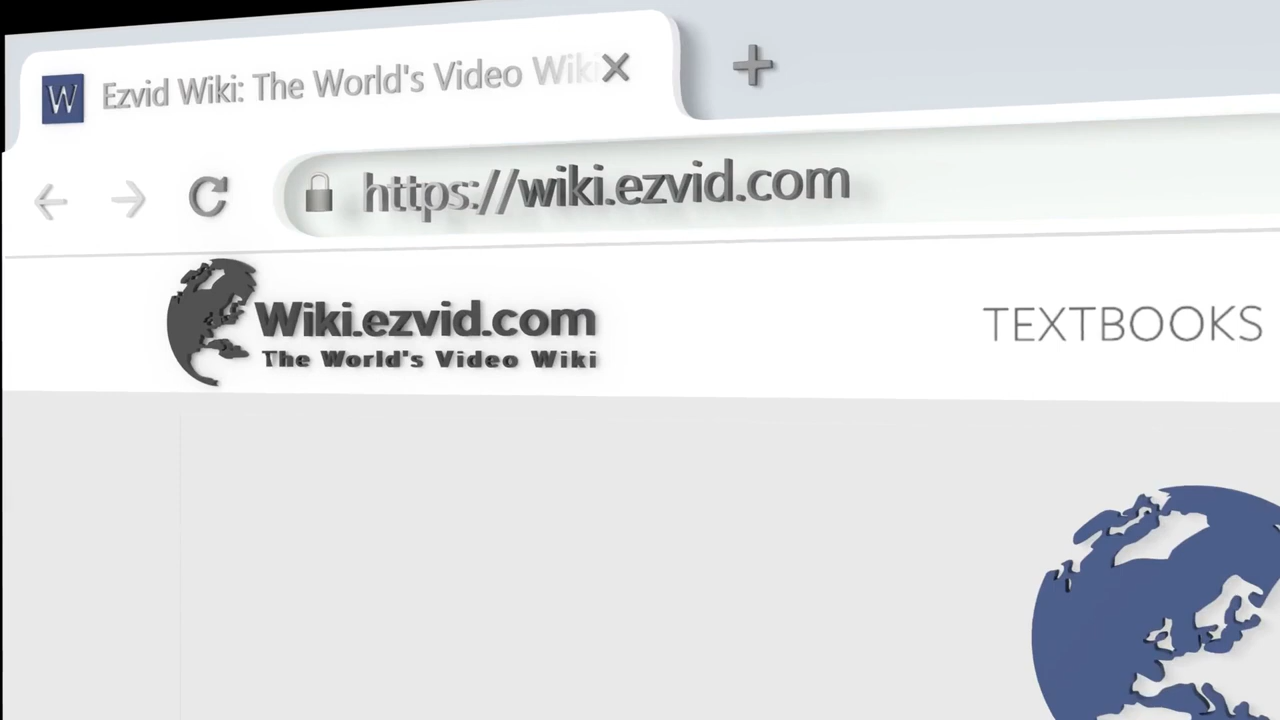 W
Ezvid Wiki: The World's Video Wiki
https://wiki.ezvid.com
Wiki.ezvid.com
The World's Video Wiki
TEXTBOOKS